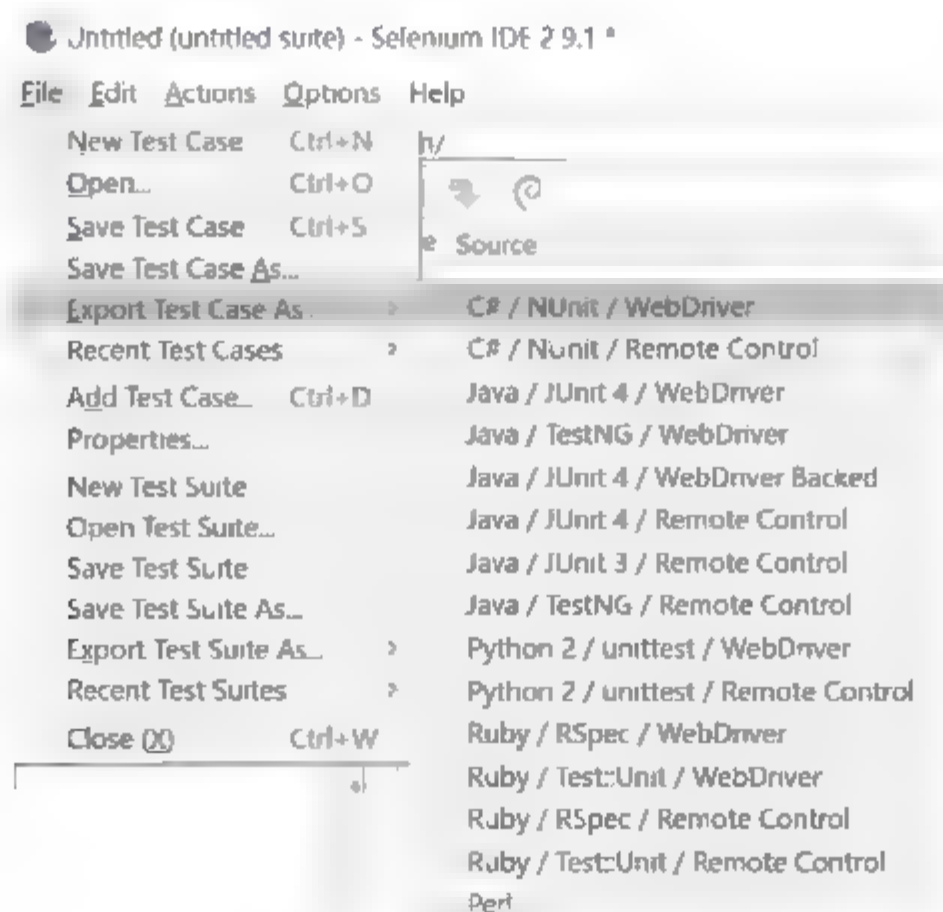 Untitled (untitled suite) - Selenium IDE 2.9.1 *
File Edit Actions Options Help
New Test Case Ctrl+N
Open... Ctrl+O
Save Test Case Ctrl+S
Save Test Case As...
Export Test Case As...
Recent Test Cases
Add Test Case... Ctrl+D
Properties...
New Test Suite
Open Test Suite...
Save Test Suite
Save Test Suite As...
Export Test Suite As...
Recent Test Suites
Close (X) Ctrl+W
h/
e Source
C# / NUnit / WebDriver
C# / Nunit / Remote Control
Java / JUnit 4 / WebDriver
Java / TestNG / WebDriver
Java / JUnit 4 / WebDriver Backed
Java / JUnit 4 / Remote Control
Java / JUnit 3 / Remote Control
Java / TestNG / Remote Control
Python 2 / unittest / WebDriver
Python 2 / unittest / Remote Control
Ruby / RSpec / WebDriver
Ruby / Test::Unit / WebDriver
Ruby / RSpec / Remote Control
Ruby / Test::Unit / Remote Control
Perl